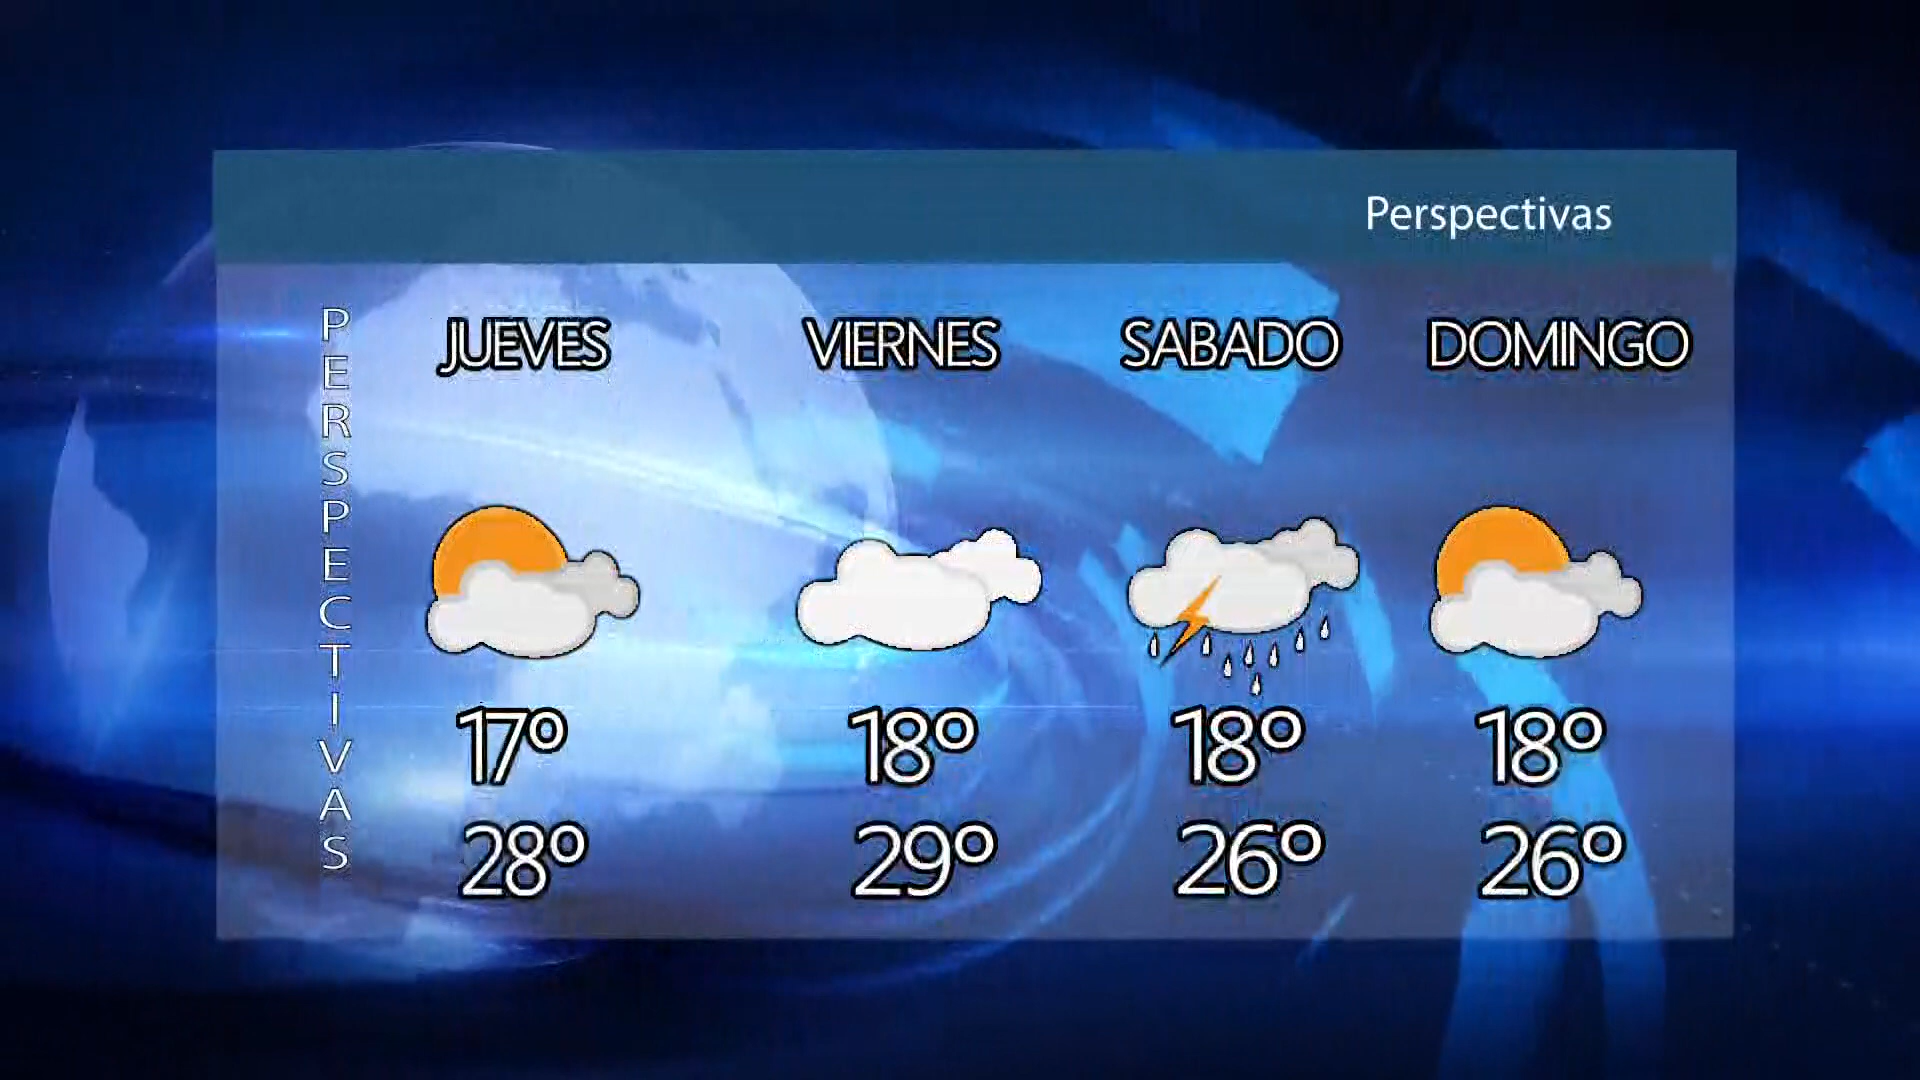 Perspectivas
PERSPECTIVAS
JUEVES VIERNES SABADO DOMINGO
17º 18º 18º 18º
28º 29º 26º 26º